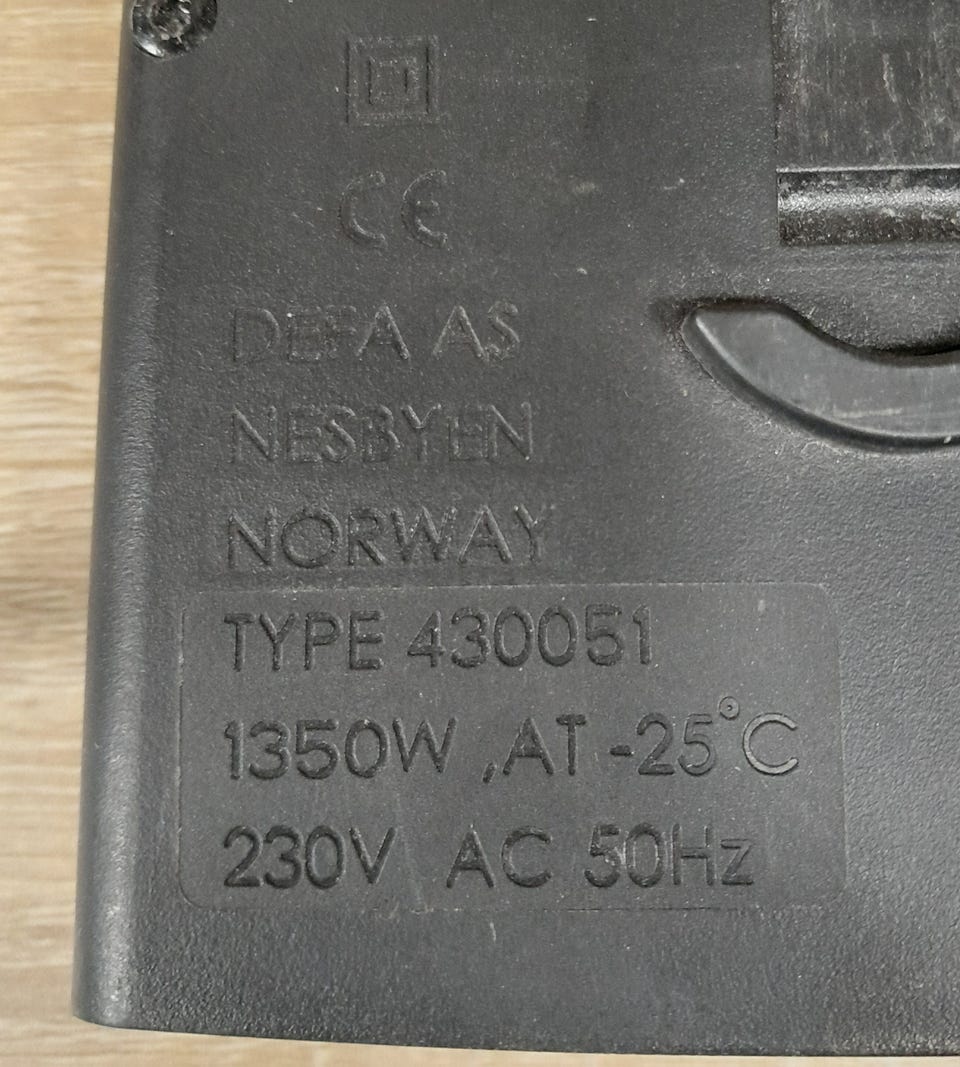 CE
DEFA AS
NESBYEN
NORWAY
TYPE 430051
1350W ,AT -25°C
230V AC 50Hz